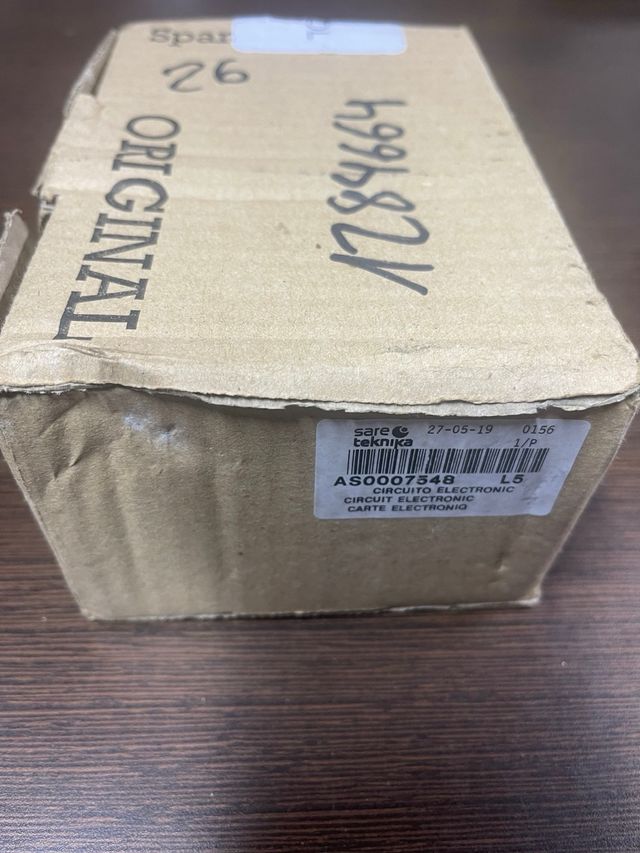 Spar
26
ORIGINAL
1284664
sare teknika
27-05-19 0156
1/P
AS0007548 L5
CIRCUITO ELECTRONIC
CIRCUIT ELECTRONIC
CARTE ELECTRONIQ